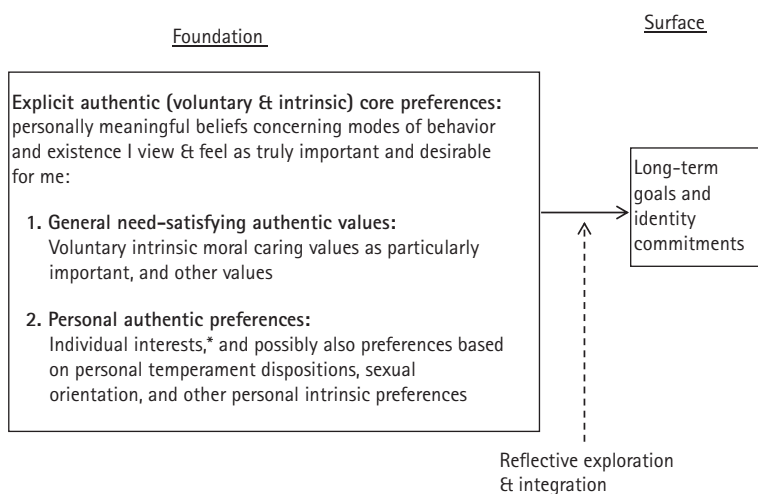 Foundation
Surface
Explicit authentic (voluntary & intrinsic) core preferences:
personally meaningful beliefs concerning modes of behavior
and existence I view & feel as truly important and desirable
for me:
1. General need-satisfying authentic values:
Voluntary intrinsic moral caring values as particularly
important, and other values
2. Personal authentic preferences:
Individual interests,* and possibly also preferences based
on personal temperament dispositions, sexual
orientation, and other personal intrinsic preferences
Long-term
goals and
identity
commitments
Reflective exploration
& integration